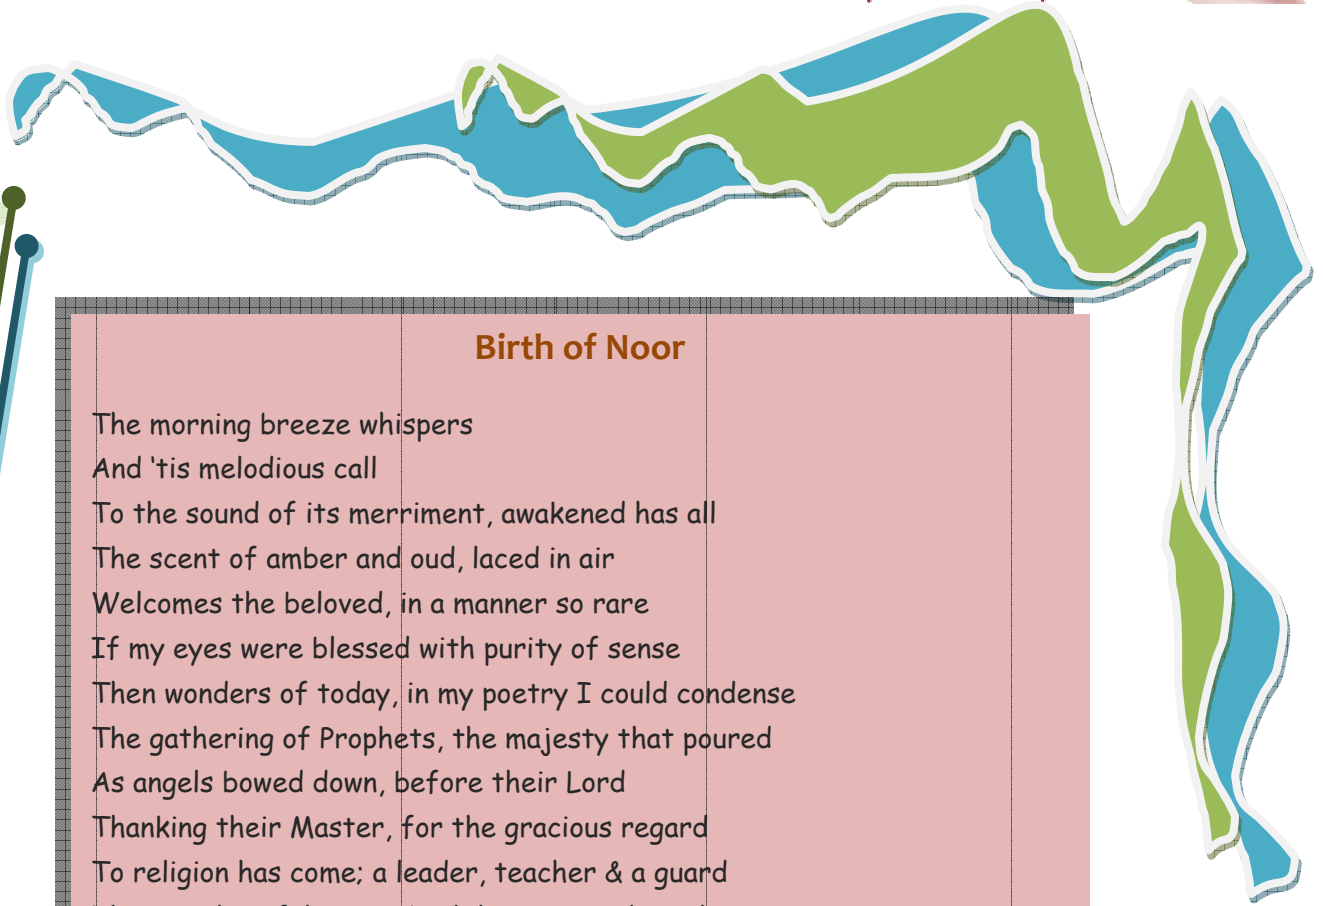 Birth of Noor
The morning breeze whispers
And ‘tis melodious call
To the sound of its merriment, awakened has all
The scent of amber and oud, laced in air
Welcomes the beloved, in a manner so rare
If my eyes were blessed with purity of sense
Then wonders of today, in my poetry I could condense
The gathering of Prophets, the majesty that poured
As angels bowed down, before their Lord
Thanking their Master, for the gracious regard
To religion has come; a leader, teacher & a guard